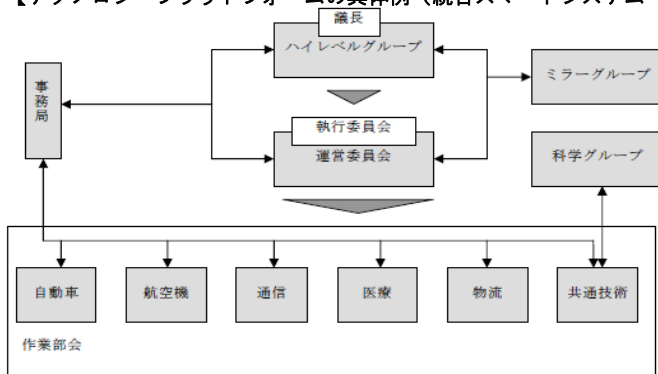 議長
ハイレベルグループ
事務局
ミラーグループ
執行委員会
運営委員会
科学グループ
自動車
航空機
通信
医療
物流
共通技術
作業部会